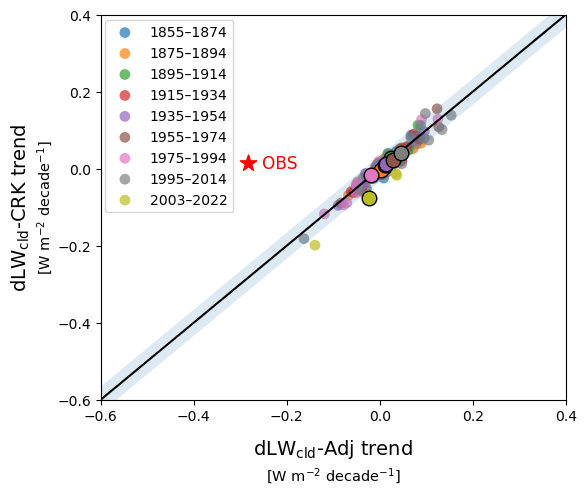 0.4
0.2
0.0
−0.2
−0.4
−0.6
dLW_cld-CRK trend
[W m⁻² decade⁻¹]
1855–1874
1875–1894
1895–1914
1915–1934
1935–1954
1955–1974
1975–1994
1995–2014
2003–2022
OBS
−0.6 −0.4 −0.2 0.0 0.2 0.4
dLW_cld-Adj trend
[W m⁻² decade⁻¹]